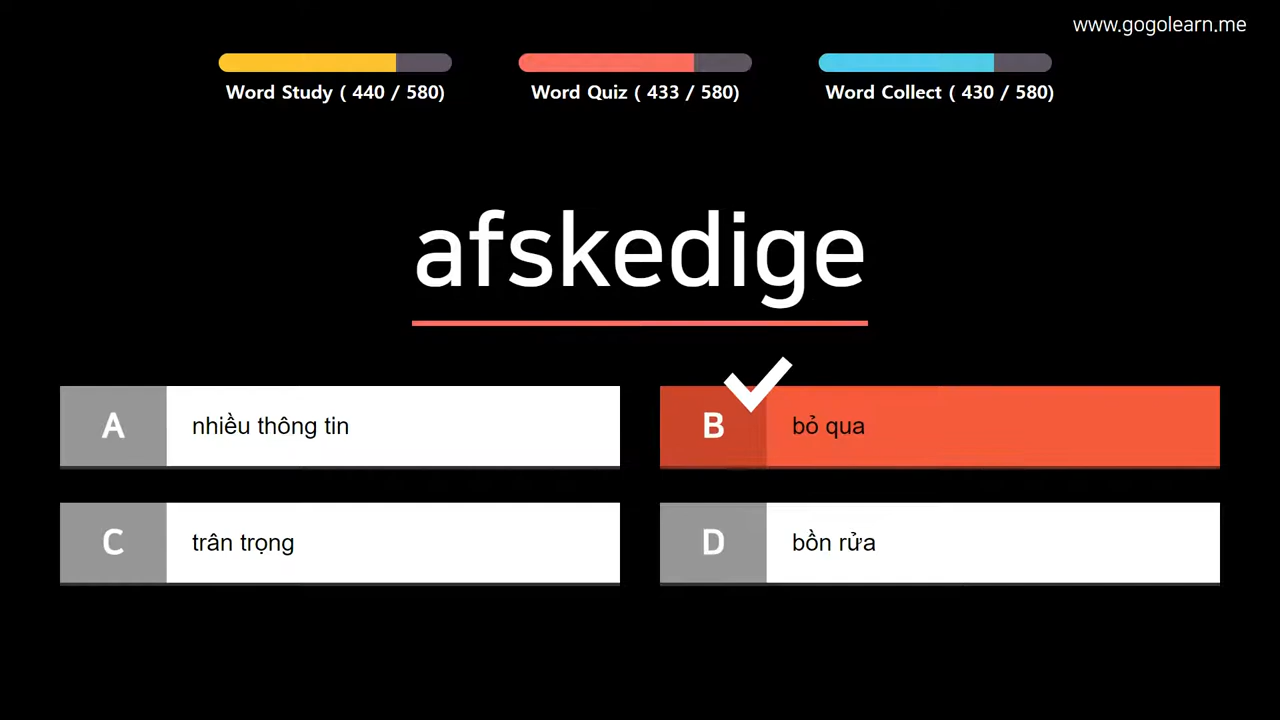 www.gogolearn.me
Word Study ( 440 / 580)
Word Quiz ( 433 / 580)
Word Collect ( 430 / 580)
afskedige
A nhiều thông tin
B bỏ qua
C trân trọng
D bồn rửa